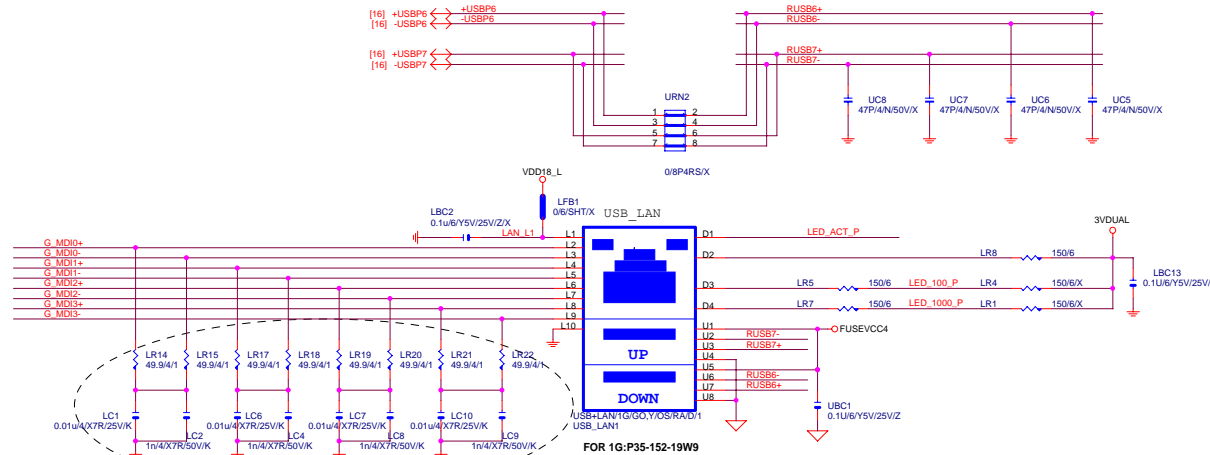 [16] +USBP6 +USBP6 RUSB6+
[16] -USBP6 -USBP6 RUSB6-
[16] +USBP7 RUSB7+
[16] -USBP7 RUSB7-
UC8 UC7 UC6 UC5
47P/4/N/50V/X 47P/4/N/50V/X 47P/4/N/50V/X 47P/4/N/50V/X
URN2
1 2
3 4
5 6
7 8
0/8P4RS/X
VDD18_L
LFB1
0/6/SHT/X
USB_LAN
LBC2
0.1u/6/Y5V/25V/Z/X
LAN_L1 L1 D1 LED_ACT_P
3VDUAL
G_MDI0+ L2
G_MDI0- L3 D2 LR8 150/6
G_MDI1+ L4
G_MDI1- L5
G_MDI2+ L6 D3 LR5 150/6 LED_100_P LR4 150/6/X
G_MDI2- L7
G_MDI3+ L8 D4 LR7 150/6 LED_1000_P LR1 150/6/X
G_MDI3- L9
L10
LBC13
0.1U/6/Y5V/25V/
U1 FUSEVCC4
U2 RUSB7-
U3 RUSB7+
U4
U5
U6 RUSB6-
U7 RUSB6+
U8
UP
DOWN
LR14 LR15 LR17 LR18 LR19 LR20 LR21 LR22
49.9/4/1 49.9/4/1 49.9/4/1 49.9/4/1 49.9/4/1 49.9/4/1 49.9/4/1 49.9/4/1
LC1 LC6 LC7 LC10
0.01u/4/X7R/25V/K 0.01u/4/X7R/25V/K 0.01u/4/X7R/25V/K 0.01u/4/X7R/25V/K
LC2 LC4 LC8 LC9
1n/4/X7R/50V/K 1n/4/X7R/50V/K 1n/4/X7R/50V/K 1n/4/X7R/50V/K
USB+LAN/1G/GO,Y/OS/RA/D/1
USB_LAN1
UBC1
0.1U/6/Y5V/25V/Z
FOR 1G:P35-152-19W9